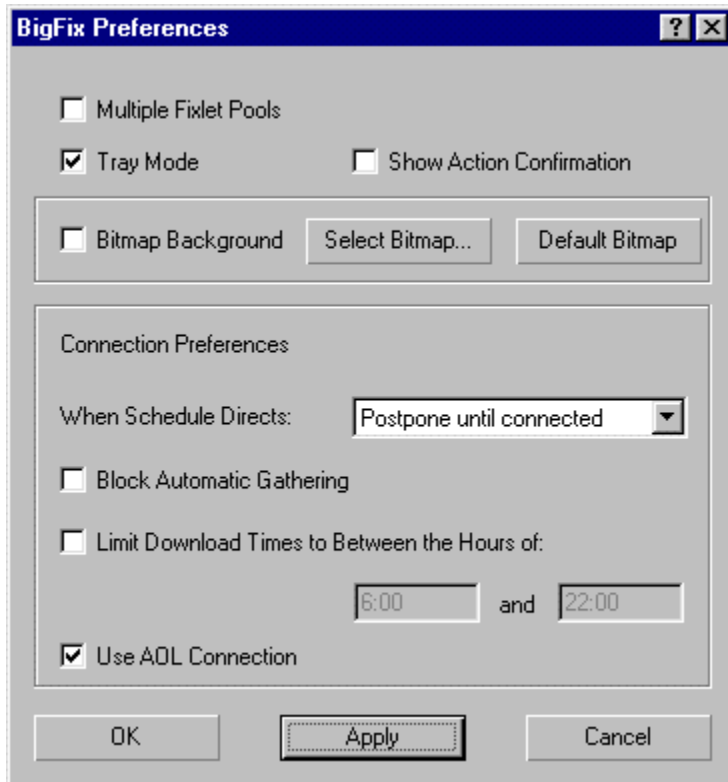 BigFix Preferences
Multiple Fixlet Pools
Tray Mode Show Action Confirmation
Bitmap Background Select Bitmap... Default Bitmap
Connection Preferences
When Schedule Directs: Postpone until connected
Block Automatic Gathering
Limit Download Times to Between the Hours of:
6:00 and 22:00
Use AOL Connection
OK Apply Cancel